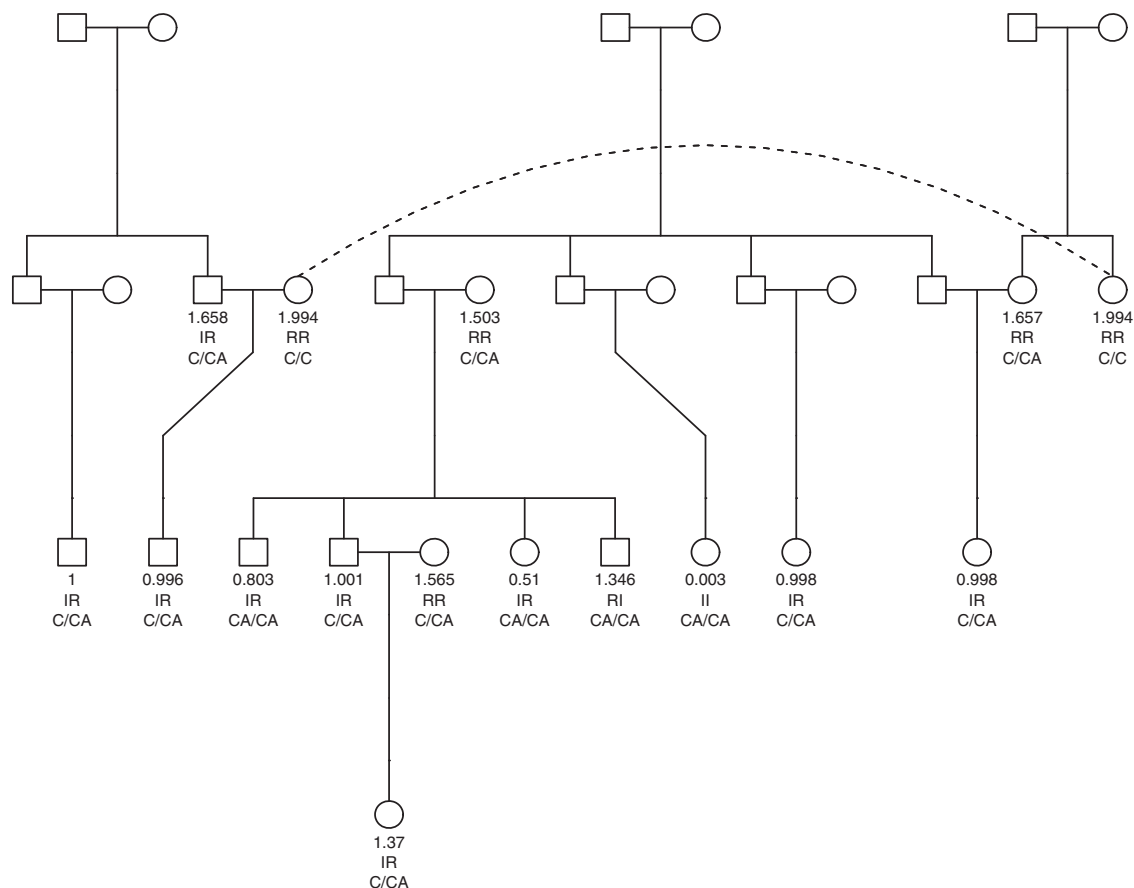 1.658
IR
C/CA
1.994
RR
C/C
1.503
RR
C/CA
1.657
RR
C/CA
1.994
RR
C/C
1
IR
C/CA
0.996
IR
C/CA
0.803
IR
CA/CA
1.001
IR
C/CA
1.565
RR
C/CA
0.51
IR
CA/CA
1.346
RI
CA/CA
0.003
II
CA/CA
0.998
IR
C/CA
0.998
IR
C/CA
1.37
IR
C/CA